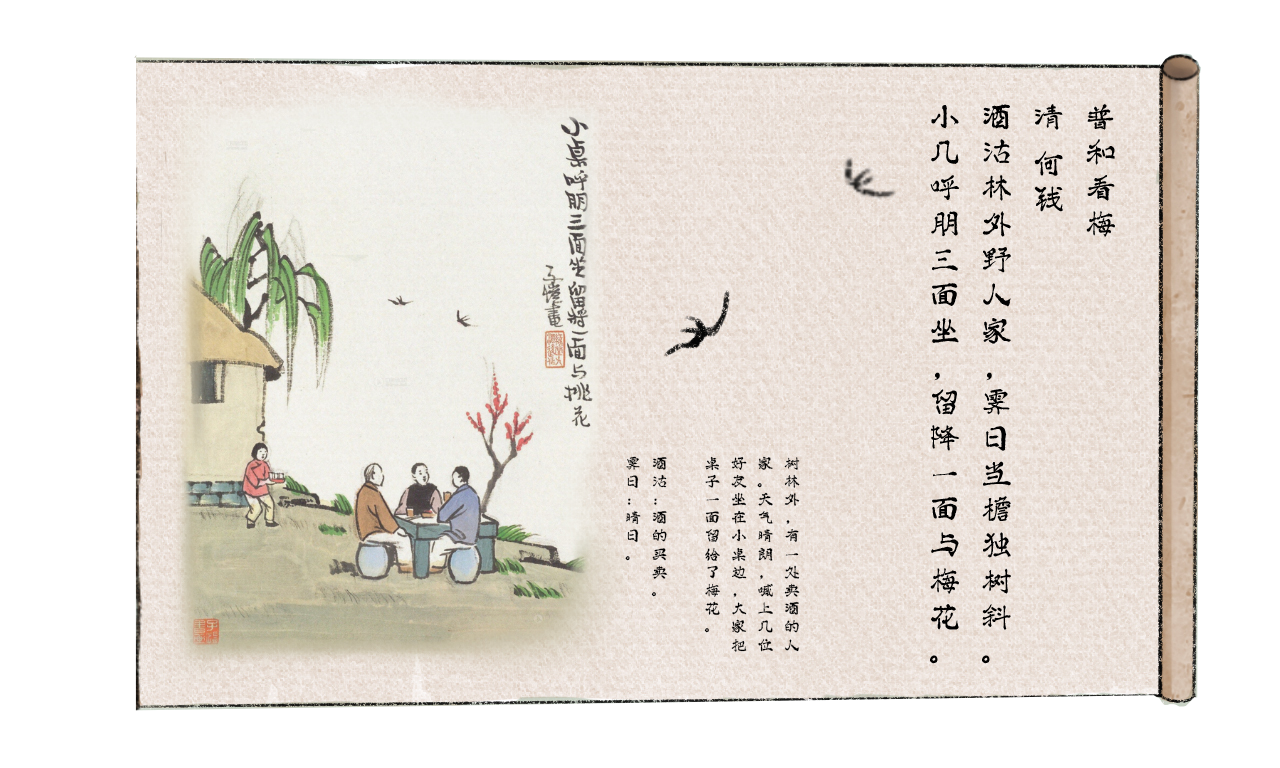 普和看梅
清 何钱
酒沽林外野人家，霁日当檐独树斜。
小几呼朋三面坐，留降一面与梅花。
树林外，有一处卖酒的人
家。天气晴朗，喊上几位
好友坐在小桌边，大家把
桌子一面留给了梅花。
酒沽：酒的买卖。
霁日：晴日。
小桌呼朋三面坐留将一面与桃花
子愷畫